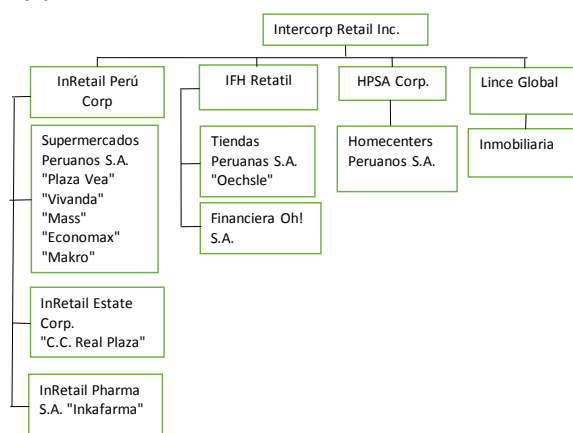 Intercorp Retail Inc.
InRetail Perú
Corp
IFH Retatil
HPSA Corp.
Lince Global
Supermercados
Peruanos S.A.
"Plaza Vea"
"Vivanda"
"Mass"
"Economax"
"Makro"
Tiendas
Peruanas S.A.
"Oechsle"
Homecenters
Peruanos S.A.
Inmobiliaria
Financiera Oh!
S.A.
InRetail Estate
Corp.
"C.C. Real Plaza"
InRetail Pharma
S.A. "Inkafarma"